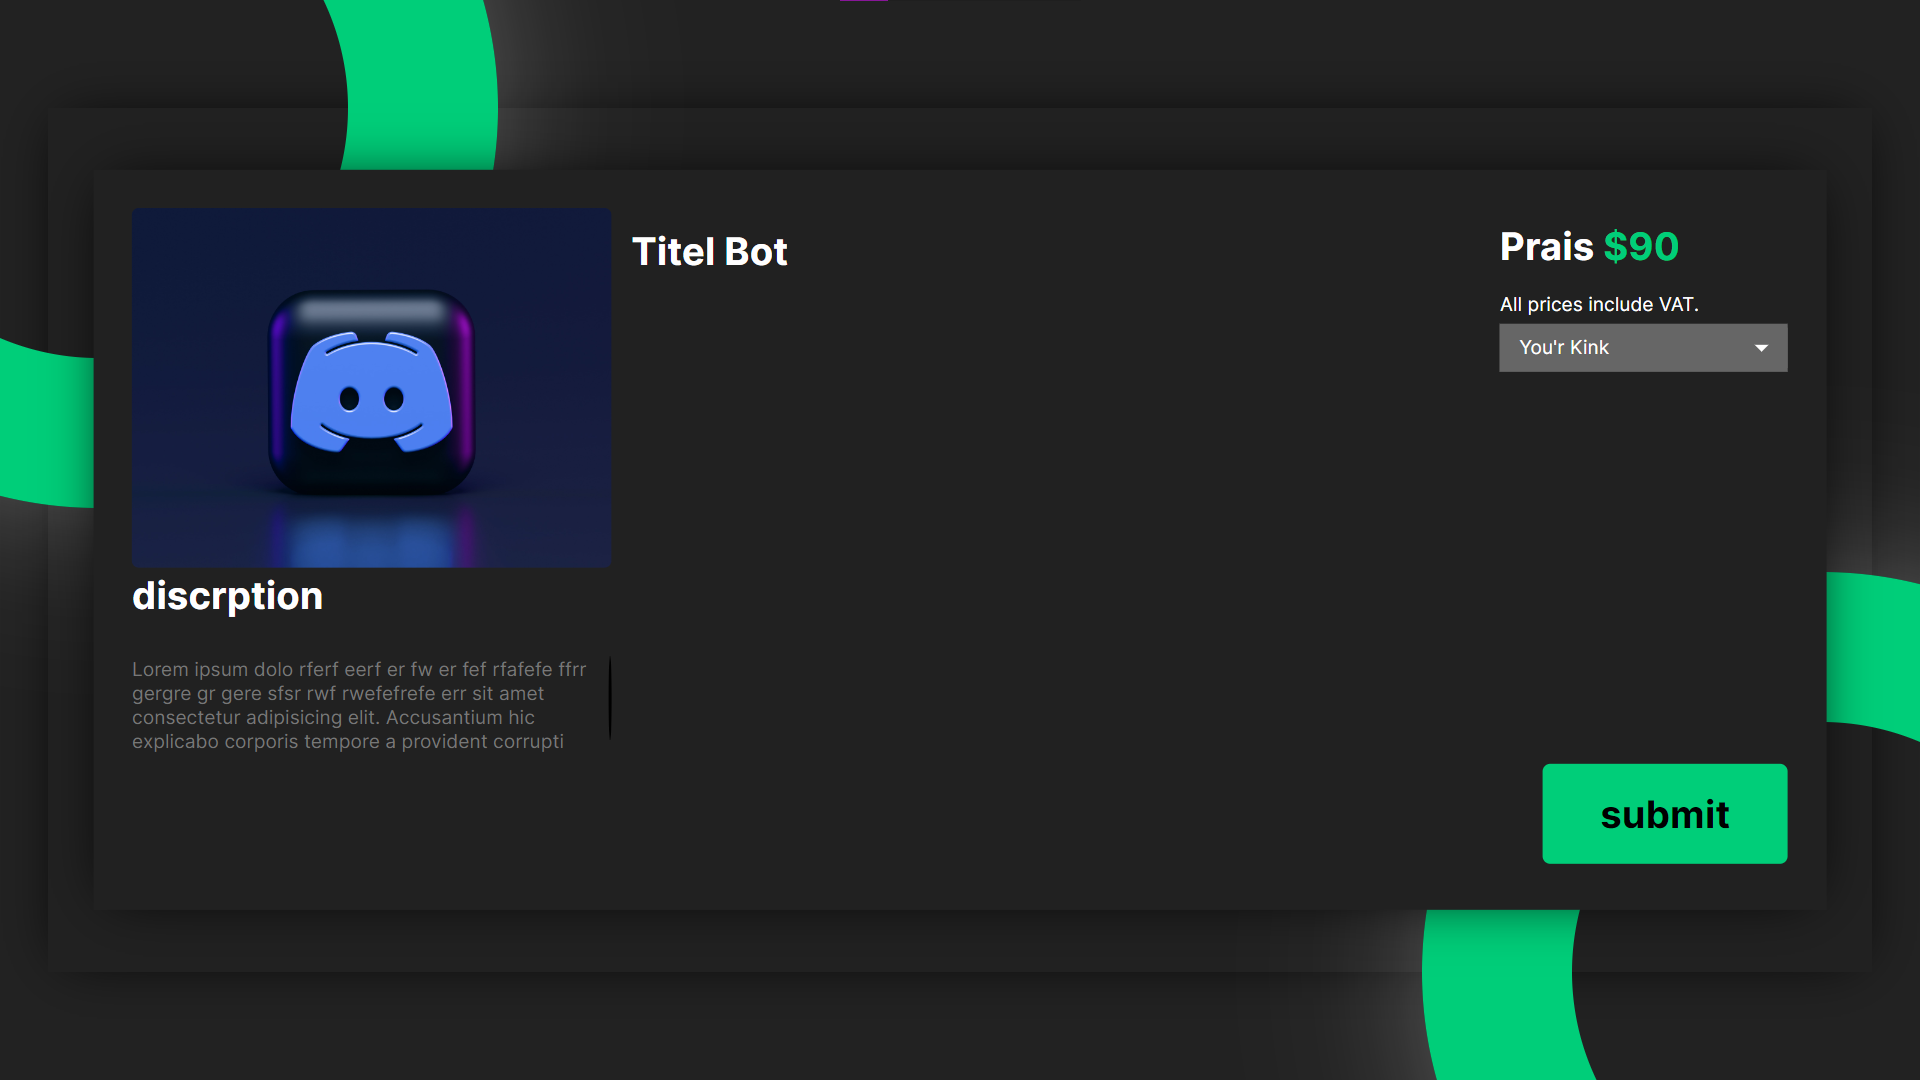 Titel Bot
Prais $90
All prices include VAT.
You'r Kink
discrption
Lorem ipsum dolo rferf eerf er fw er fef rfafefe ffrr
gergre gr gere sfsr rwf rwefefrefe err sit amet
consectetur adipisicing elit. Accusantium hic
explicabo corporis tempore a provident corrupti
submit